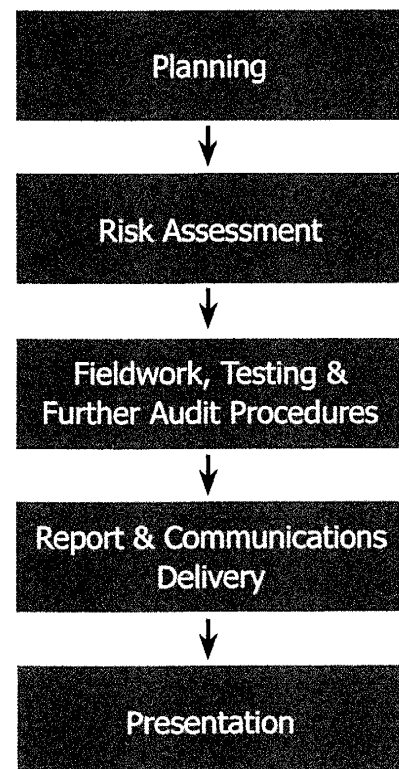 Planning
Risk Assessment
Fieldwork, Testing &
Further Audit Procedures
Report & Communications
Delivery
Presentation